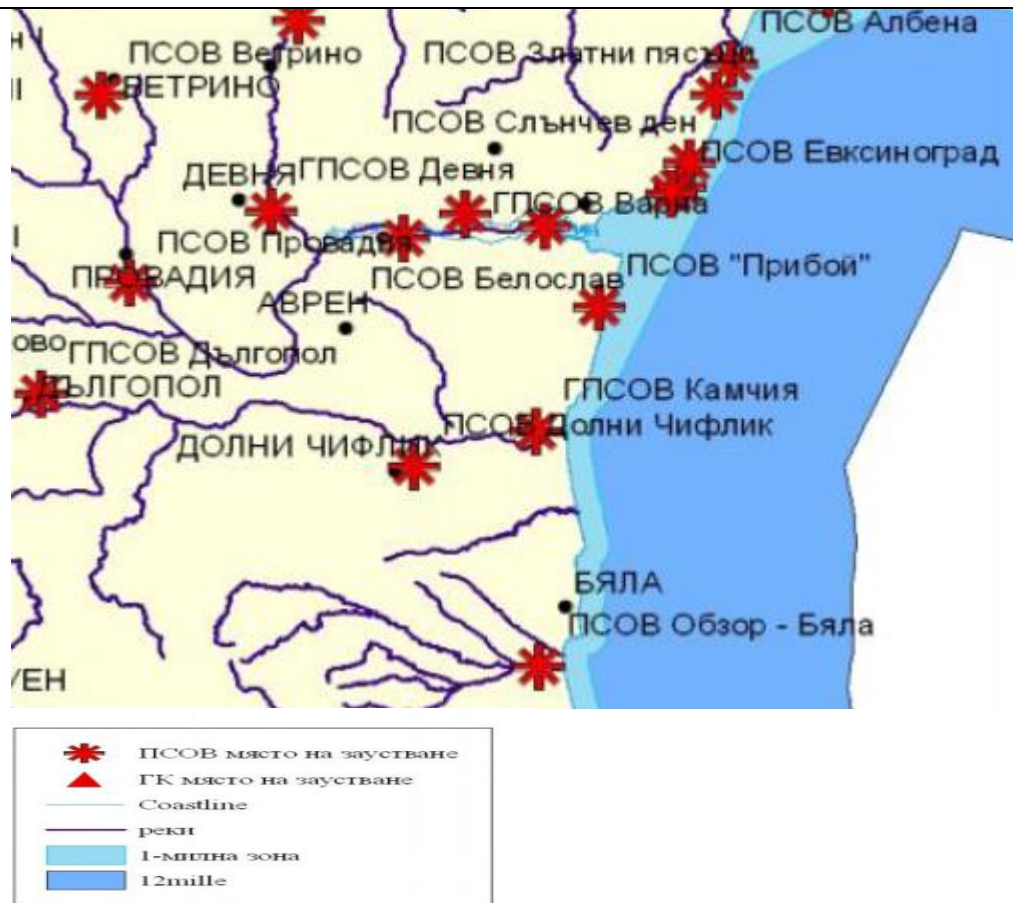 ПСОВ Албена
ПСОВ Ветрино
ПСОВ Златни пясъци
ВЕТРИНО
ПСОВ Слънчев ден
ПСОВ Евксиноград
ГПСОВ Девня
ДЕВНЯ
ГПСОВ Варна
ПСОВ Провадия
ПСОВ "Прибой"
ПРОВАДИЯ
ПСОВ Белослав
АВРЕН
ОВО
ГПСОВ Дългопол
ДЪЛГОПОЛ
ГПСОВ Камчия
ПСОВ Долни Чифлик
ДОЛНИ ЧИФЛИК
БЯЛА
ПСОВ Обзор - Бяла
УЕН
ПСОВ място на заустване
ГК място на заустване
Coastline
реки
1-милна зона
12mille